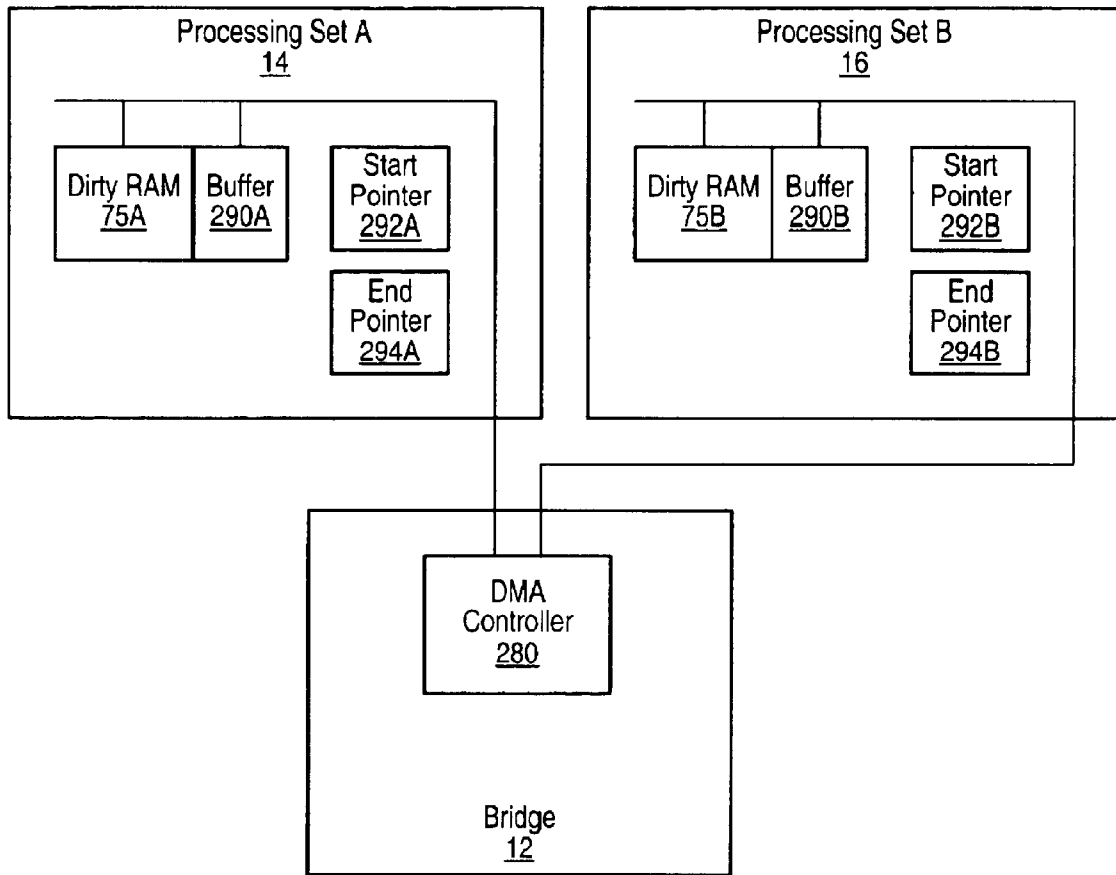 Processing Set A
14
Dirty RAM
75A
Buffer
290A
Start
Pointer
292A
End
Pointer
294A
Processing Set B
16
Dirty RAM
75B
Buffer
290B
Start
Pointer
292B
End
Pointer
294B
DMA
Controller
280
Bridge
12